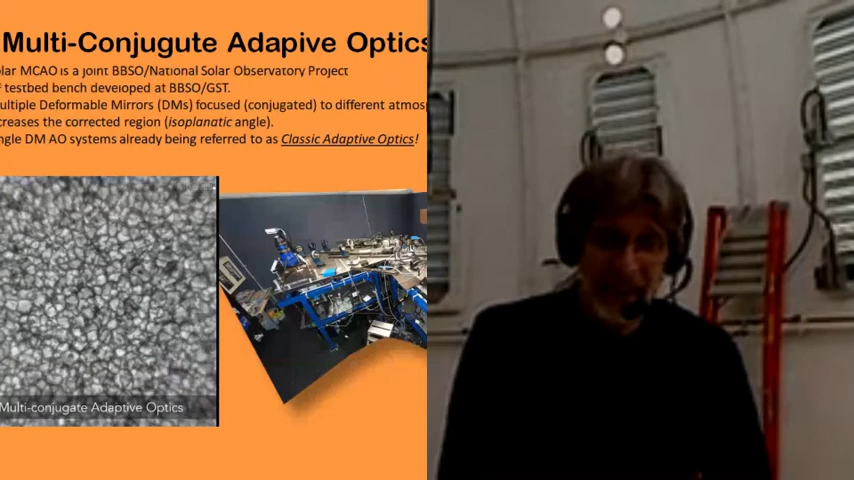 Multi-Conjugute Adapive Optics
lar MCAO is a joint BBSO/National Solar Observatory Project
testbed bench developed at BBSO/GST.
ultiple Deformable Mirrors (DMs) focused (conjugated) to different atmos
creases the corrected region (isoplanatic angle).
ngle DM AO systems already being referred to as Classic Adaptive Optics!
Multi-conjugate Adaptive Optics